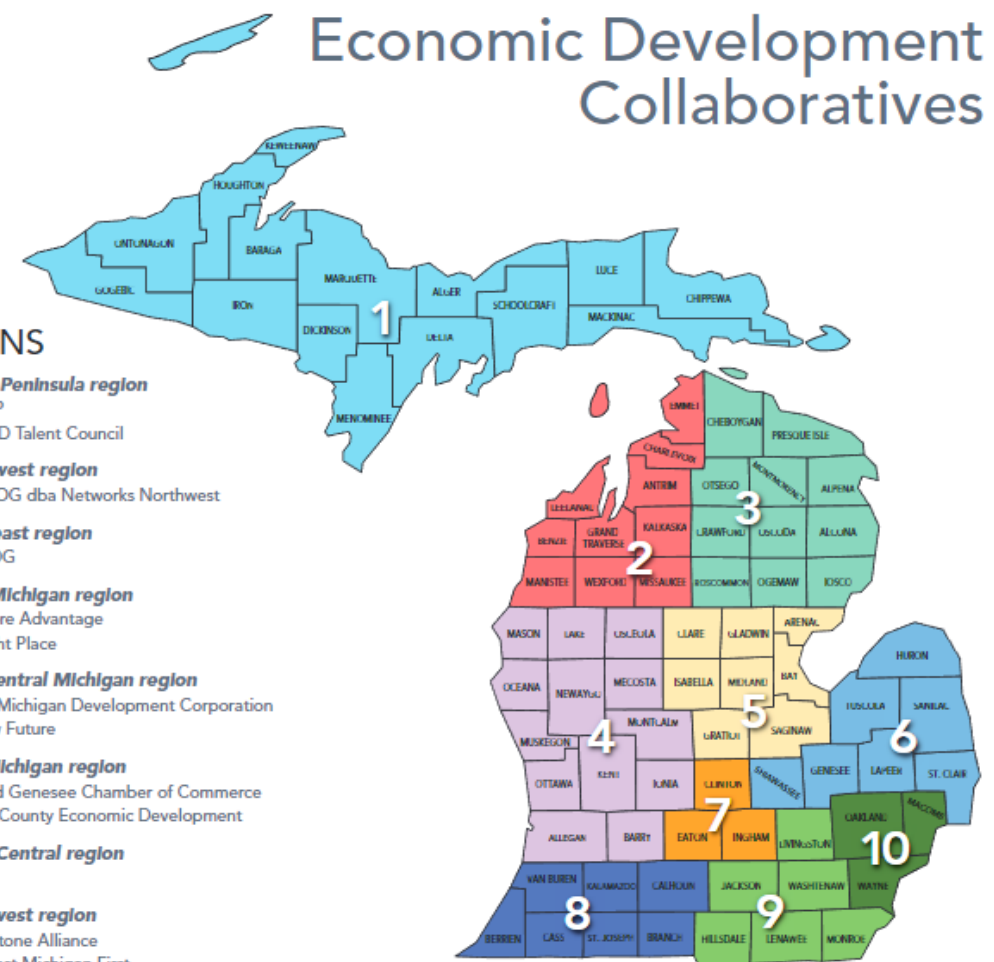 Economic Development
Collaboratives
KEWEENAW
HOUGHTON
ONTONAGON
BARAGA
GOGEBIC
IRON
MARQUETTE
DICKINSON
1
ALGER
DELTA
SCHOOLCRAFT
LUCE
MACKINAC
CHIPPEWA
MENOMINEE
NS
Peninsula region
D Talent Council
west region
OG dba Networks Northwest
east region
OG
Michigan region
re Advantage
nt Place
entral Michigan region
Michigan Development Corporation
Future
ichigan region
d Genesee Chamber of Commerce
County Economic Development
Central region
west region
tone Alliance
est Michigan First
EMMET
CHARLEVOIX
ANTRIM
LEELANAU
BENZIE
GRAND
TRAVERSE
KALKASKA
2
MANISTEE
WEXFORD
MISSAUKEE
CHEBOYGAN
PRESQUE ISLE
OTSEGO
MONTMORENCY
ALPENA
3
CRAWFORD
OSCODA
ALCONA
ROSCOMMON
OGEMAW
IOSCO
MASON
LAKE
OSCEOLA
OCEANA
NEWAYGO
MECOSTA
MONTCALM
MUSKEGON
4
OTTAWA
KENT
IONIA
ALLEGAN
BARRY
CLARE
GLADWIN
ARENAC
ISABELLA
MIDLAND
BAY
5
GRATIOT
SAGINAW
HURON
TUSCOLA
SANILAC
6
SHIAWASSEE
GENESEE
LAPEER
ST. CLAIR
CLINTON
7
EATON
INGHAM
LIVINGSTON
OAKLAND
MACOMB
10
WAYNE
VAN BUREN
KALAMAZOO
CALHOUN
8
BERRIEN
CASS
ST. JOSEPH
BRANCH
JACKSON
WASHTENAW
9
HILLSDALE
LENAWEE
MONROE